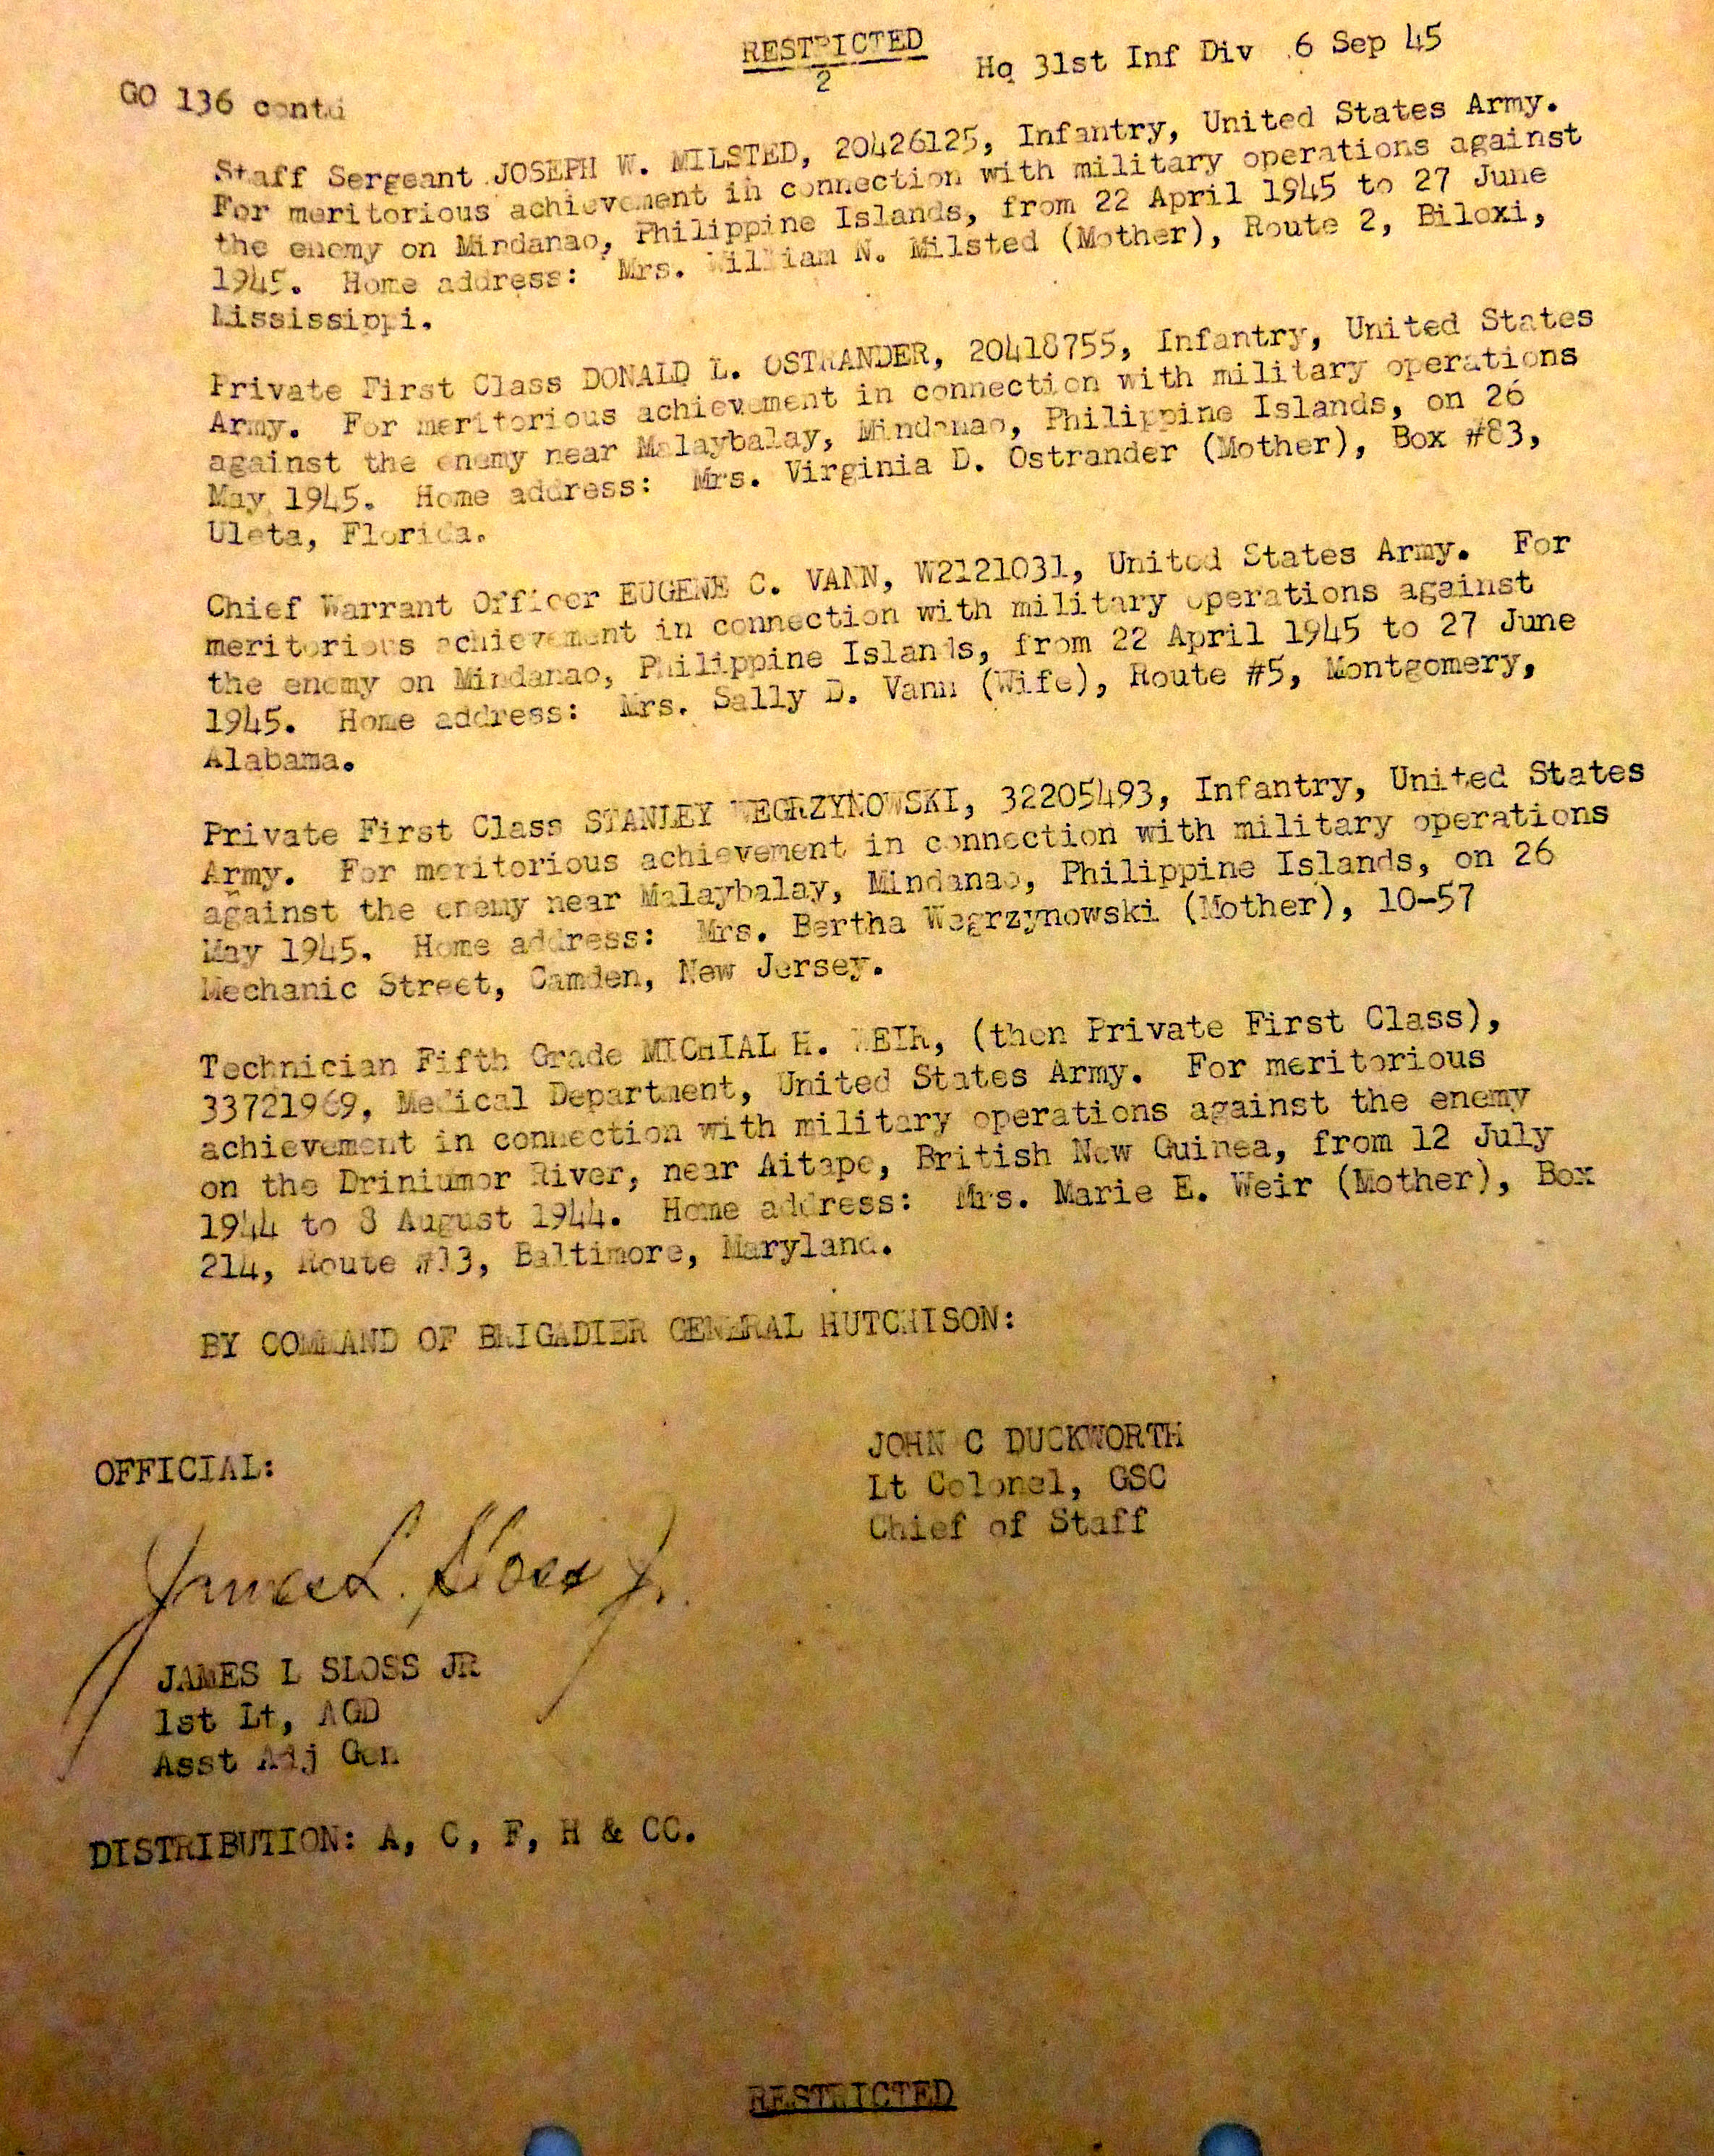 RESTRICTED
2
Hq 31st Inf Div 6 Sep 45
GO 136 contd
Staff Sergeant JOSEPH W. MILSTED, 20426125, Infantry, United States Army.
For meritorious achievement in connection with military operations against
the enemy on Mindanao, Philippine Islands, from 22 April 1945 to 27 June
1945. Home address: Mrs. William N. Milsted (Mother), Route 2, Biloxi,
Mississippi.
Private First Class DONALD L. OSTRANDER, 20418755, Infantry, United States
Army. For meritorious achievement in connection with military operations
against the enemy near Malaybalay, Mindanao, Philippine Islands, on 26
May 1945. Home address: Mrs. Virginia D. Ostrander (Mother), Box #83,
Uleta, Florida.
Chief Warrant Officer EUGENE C. VANN, W2121031, United States Army. For
meritorious achievement in connection with military operations against
the enemy on Mindanao, Philippine Islands, from 22 April 1945 to 27 June
1945. Home address: Mrs. Sally D. Vann (Wife), Route #5, Montgomery,
Alabama.
Private First Class STANLEY WEGRZYNOWSKI, 32205493, Infantry, United States
Army. For meritorious achievement in connection with military operations
against the enemy near Malaybalay, Mindanao, Philippine Islands, on 26
May 1945. Home address: Mrs. Bertha Wegrzynowski (Mother), 10-57
Mechanic Street, Camden, New Jersey.
Technician Fifth Grade MICHIAL H. WEIR, (then Private First Class),
33721969, Medical Department, United States Army. For meritorious
achievement in connection with military operations against the enemy
on the Driniumor River, near Aitape, British New Guinea, from 12 July
1944 to 8 August 1944. Home address: Mrs. Marie E. Weir (Mother), Box
214, Route #13, Baltimore, Maryland.
BY COMMAND OF BRIGADIER GENERAL HUTCHISON:
JOHN C DUCKWORTH
Lt Colonel, GSC
Chief of Staff
OFFICIAL:
James L. Sloss Jr.
JAMES L SLOSS JR
1st Lt, AGD
Asst Adj Gen
DISTRIBUTION: A, C, F, H & CC.
RESTRICTED